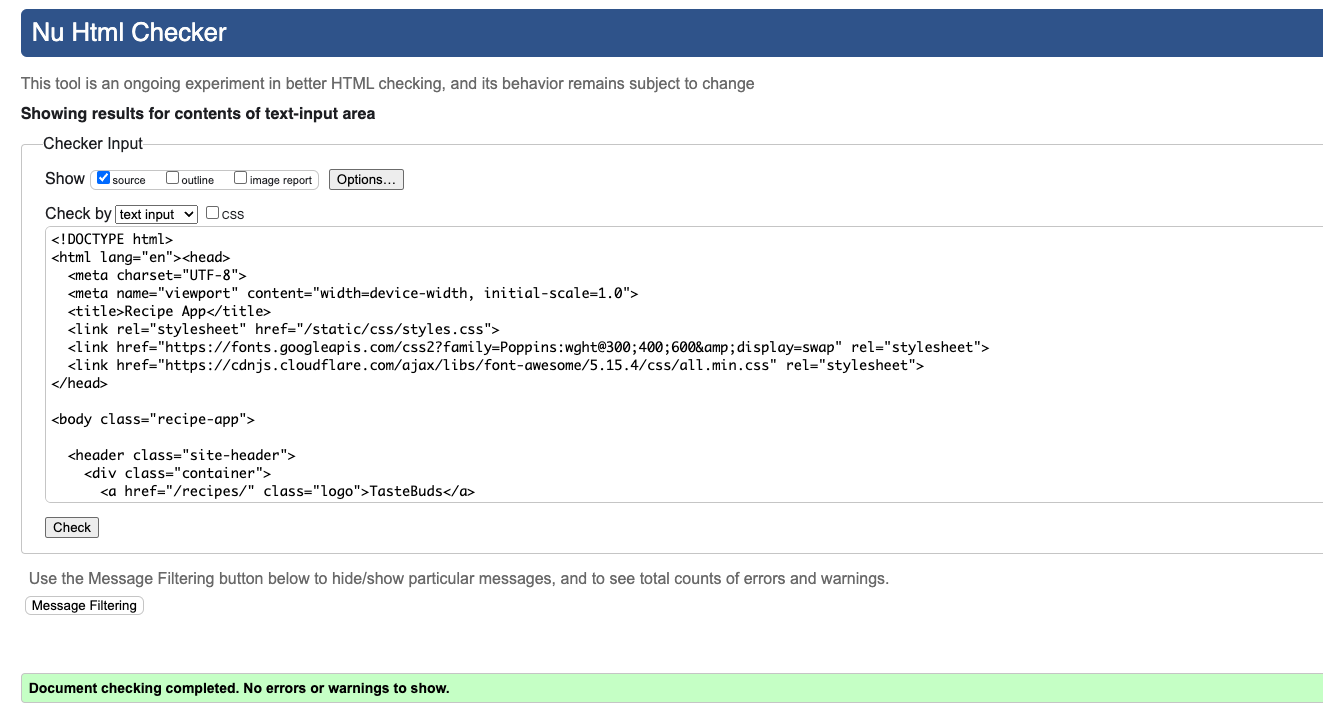 Nu Html Checker
This tool is an ongoing experiment in better HTML checking, and its behavior remains subject to change
Showing results for contents of text-input area
Checker Input
Show source outline image report Options...
Check by text input css
<!DOCTYPE html>
<html lang="en"><head>
  <meta charset="UTF-8">
  <meta name="viewport" content="width=device-width, initial-scale=1.0">
  <title>Recipe App</title>
  <link rel="stylesheet" href="/static/css/styles.css">
  <link href="https://fonts.googleapis.com/css2?family=Poppins:wght@300;400;600&amp;display=swap" rel="stylesheet">
  <link href="https://cdnjs.cloudflare.com/ajax/libs/font-awesome/5.15.4/css/all.min.css" rel="stylesheet">
</head>
<body class="recipe-app">
  <header class="site-header">
    <div class="container">
      <a href="/recipes/" class="logo">TasteBuds</a>
Check
Use the Message Filtering button below to hide/show particular messages, and to see total counts of errors and warnings.
Message Filtering
Document checking completed. No errors or warnings to show.